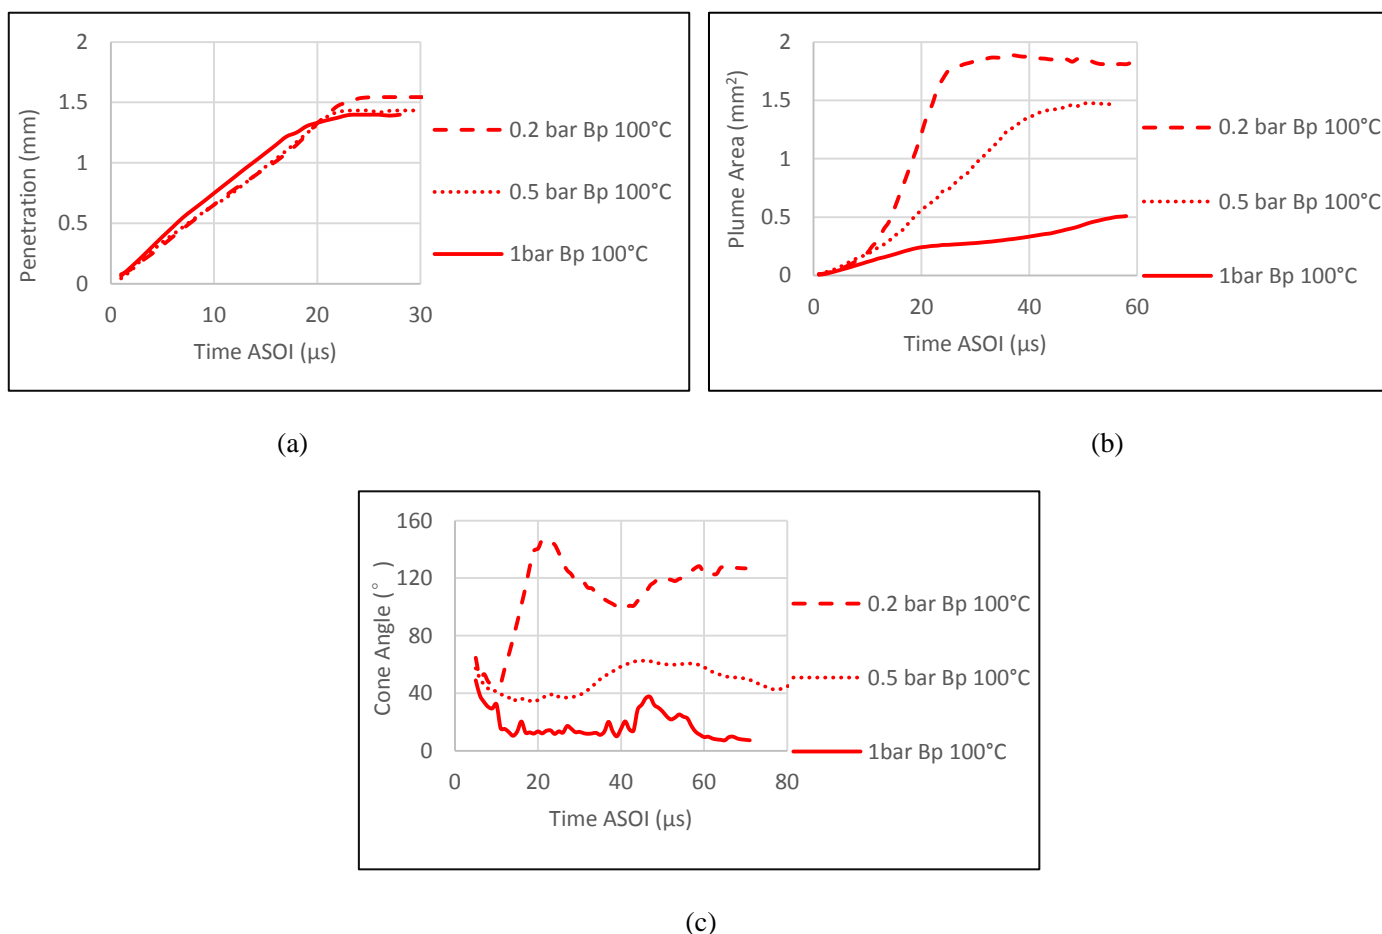 2
1.5
1
0.5
0
0 10 20 30
Penetration (mm)
Time ASOI (µs)
0.2 bar Bp 100°C
0.5 bar Bp 100°C
1bar Bp 100°C
(a)
2
1.5
1
0.5
0
0 20 40 60
Plume Area (mm²)
Time ASOI (µs)
0.2 bar Bp 100°C
0.5 bar Bp 100°C
1bar Bp 100°C
(b)
160
120
80
40
0
0 20 40 60 80
Cone Angle (°)
Time ASOI (µs)
0.2 bar Bp 100°C
0.5 bar Bp 100°C
1bar Bp 100°C
(c)